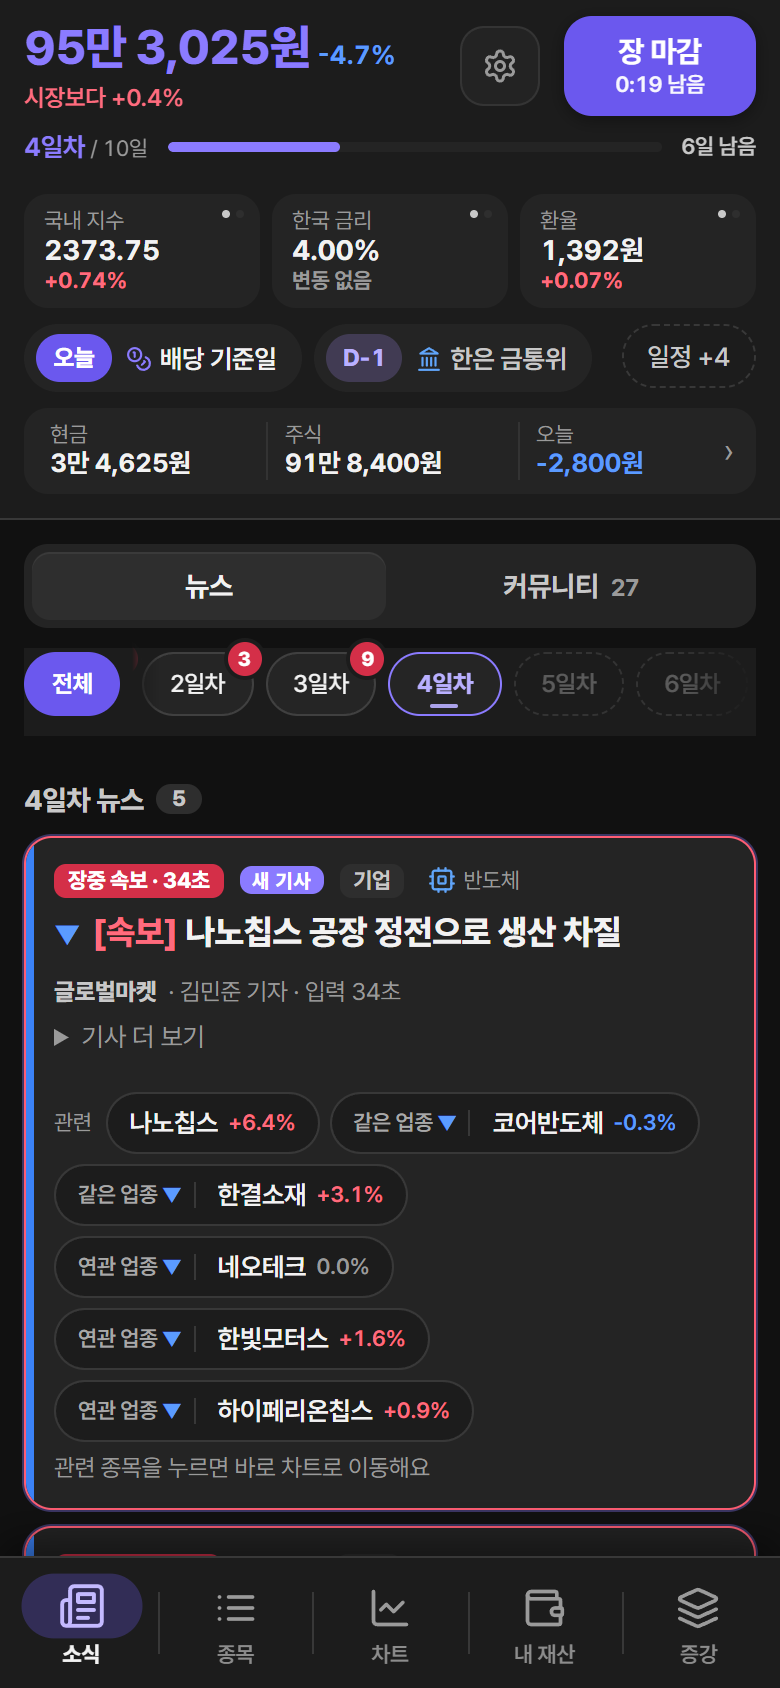 95만 3,025원 -4.7%
시장보다 +0.4%
장 마감
0:19 남음
4일차 / 10일
6일 남음
국내 지수
2373.75
+0.74%
한국 금리
4.00%
변동 없음
환율
1,392원
+0.07%
오늘 배당 기준일
D-1 한은 금통위
일정 +4
현금
3만 4,625원
주식
91만 8,400원
오늘
-2,800원
뉴스
커뮤니티 27
전체
2일차 3
3일차 9
4일차
5일차
6일차
4일차 뉴스 5
장중 속보 · 34초 새 기사 기업 반도체
▼ [속보] 나노칩스 공장 정전으로 생산 차질
글로벌마켓 · 김민준 기자 · 입력 34초
▶ 기사 더 보기
관련 나노칩스 +6.4% 같은 업종 ▼ 코어반도체 -0.3%
같은 업종 ▼ 한결소재 +3.1%
연관 업종 ▼ 네오테크 0.0%
연관 업종 ▼ 한빛모터스 +1.6%
연관 업종 ▼ 하이페리온칩스 +0.9%
관련 종목을 누르면 바로 차트로 이동해요
소식
종목
차트
내 재산
증강